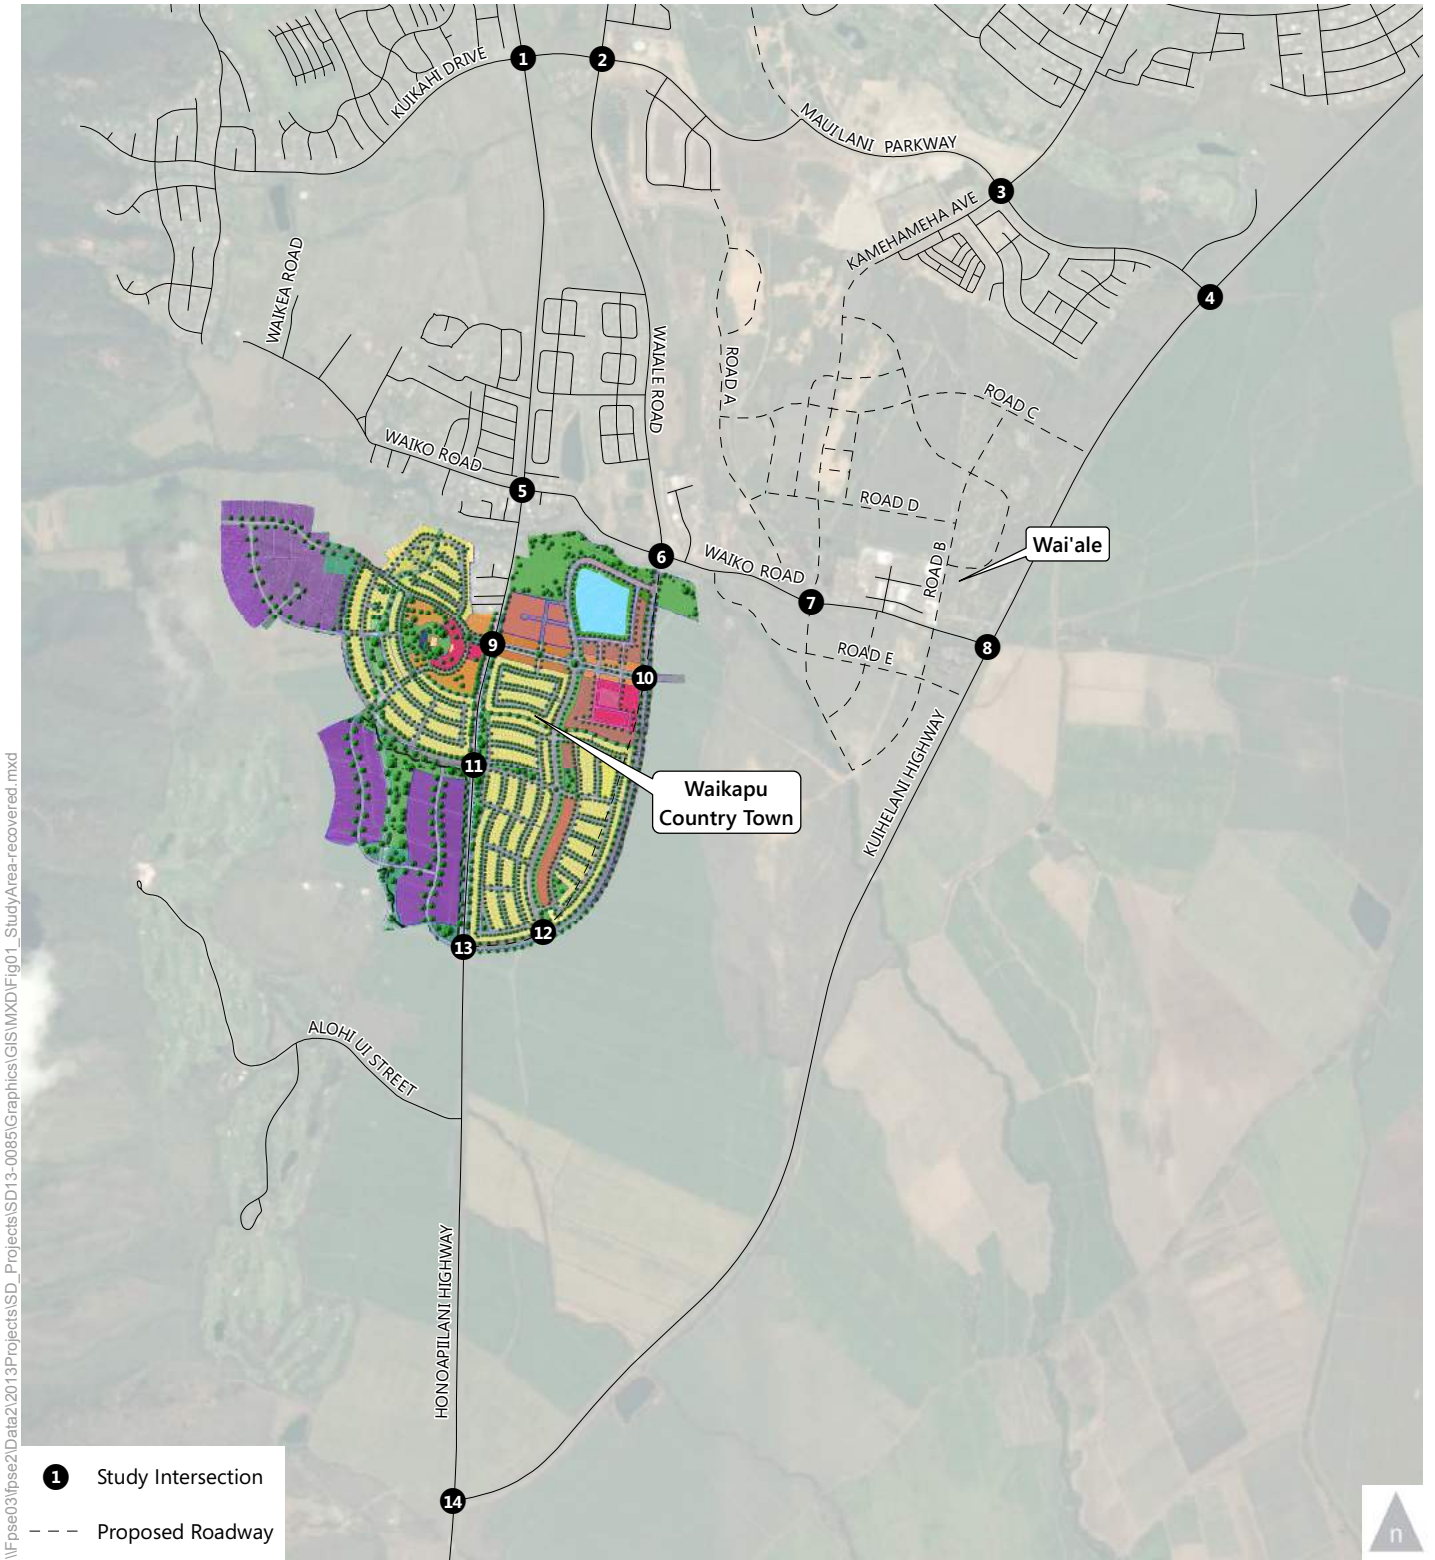 KUIKAHI DRIVE
1
2
MAUILANI PARKWAY
3
KAMEHAMEHA AVE
4
WAIKEA ROAD
WAIALE ROAD
ROAD A
ROAD C
WAIKO ROAD
5
ROAD D
6
WAIKO ROAD
ROAD B
Wai'ale
7
8
9
ROAD E
10
11
Waikapu
Country Town
KUIHELANI HIGHWAY
12
13
ALOHI UI STREET
HONOAPIILANI HIGHWAY
14
1 Study Intersection
Proposed Roadway
n
\\Fpse03\fpse2\Data2\2013Projects\SD_Projects\SD13-0085\Graphics\GIS\MXD\Fig01_StudyArea-recovered.mxd